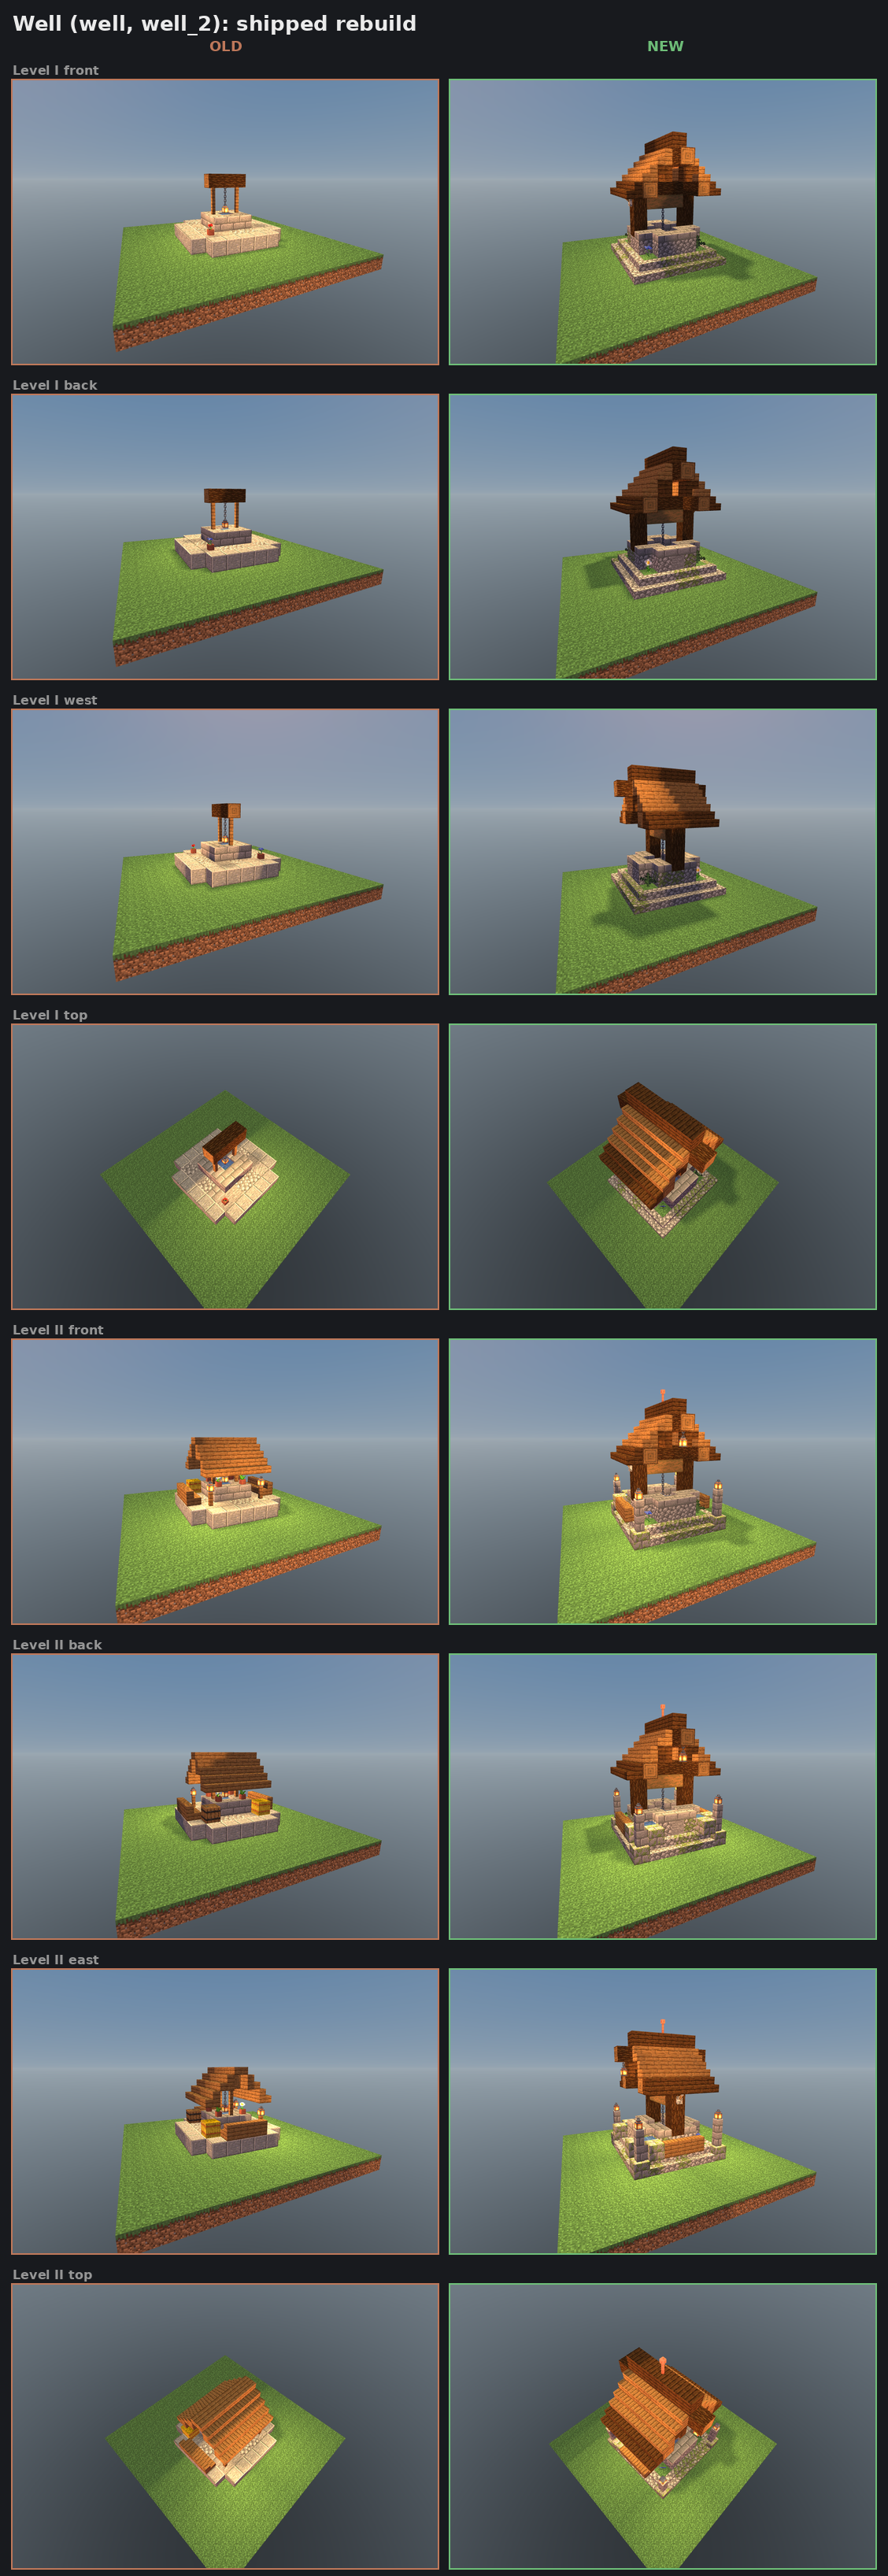 Well (well, well_2): shipped rebuild
OLD
NEW
Level I front
Level I back
Level I west
Level I top
Level II front
Level II back
Level II east
Level II top